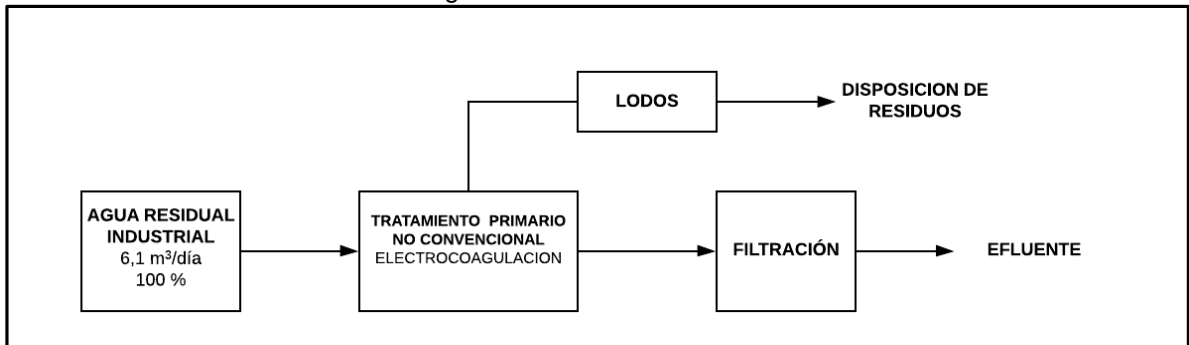 LODOS
DISPOSICION DE
RESIDUOS
AGUA RESIDUAL
INDUSTRIAL
6,1 m³/día
100 %
TRATAMIENTO PRIMARIO
NO CONVENCIONAL
ELECTROCOAGULACION
FILTRACIÓN
EFLUENTE